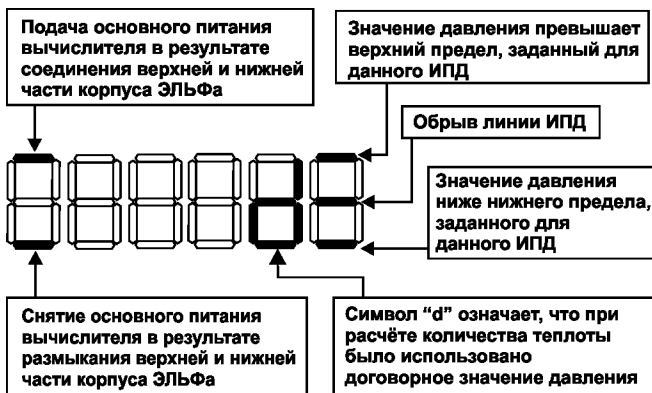 Подача основного питания
вычислителя в результате
соединения верхней и нижней
части корпуса ЭЛЬФа
Значение давления превышает
верхний предел, заданный для
данного ИПД
Обрыв линии ИПД
Значение давления
ниже нижнего предела,
заданного для
данного ИПД
Снятие основного питания
вычислителя в результате
размыкания верхней и нижней
части корпуса ЭЛЬФа
Символ "d" означает, что при
расчёте количества теплоты
было использовано
договорное значение давления